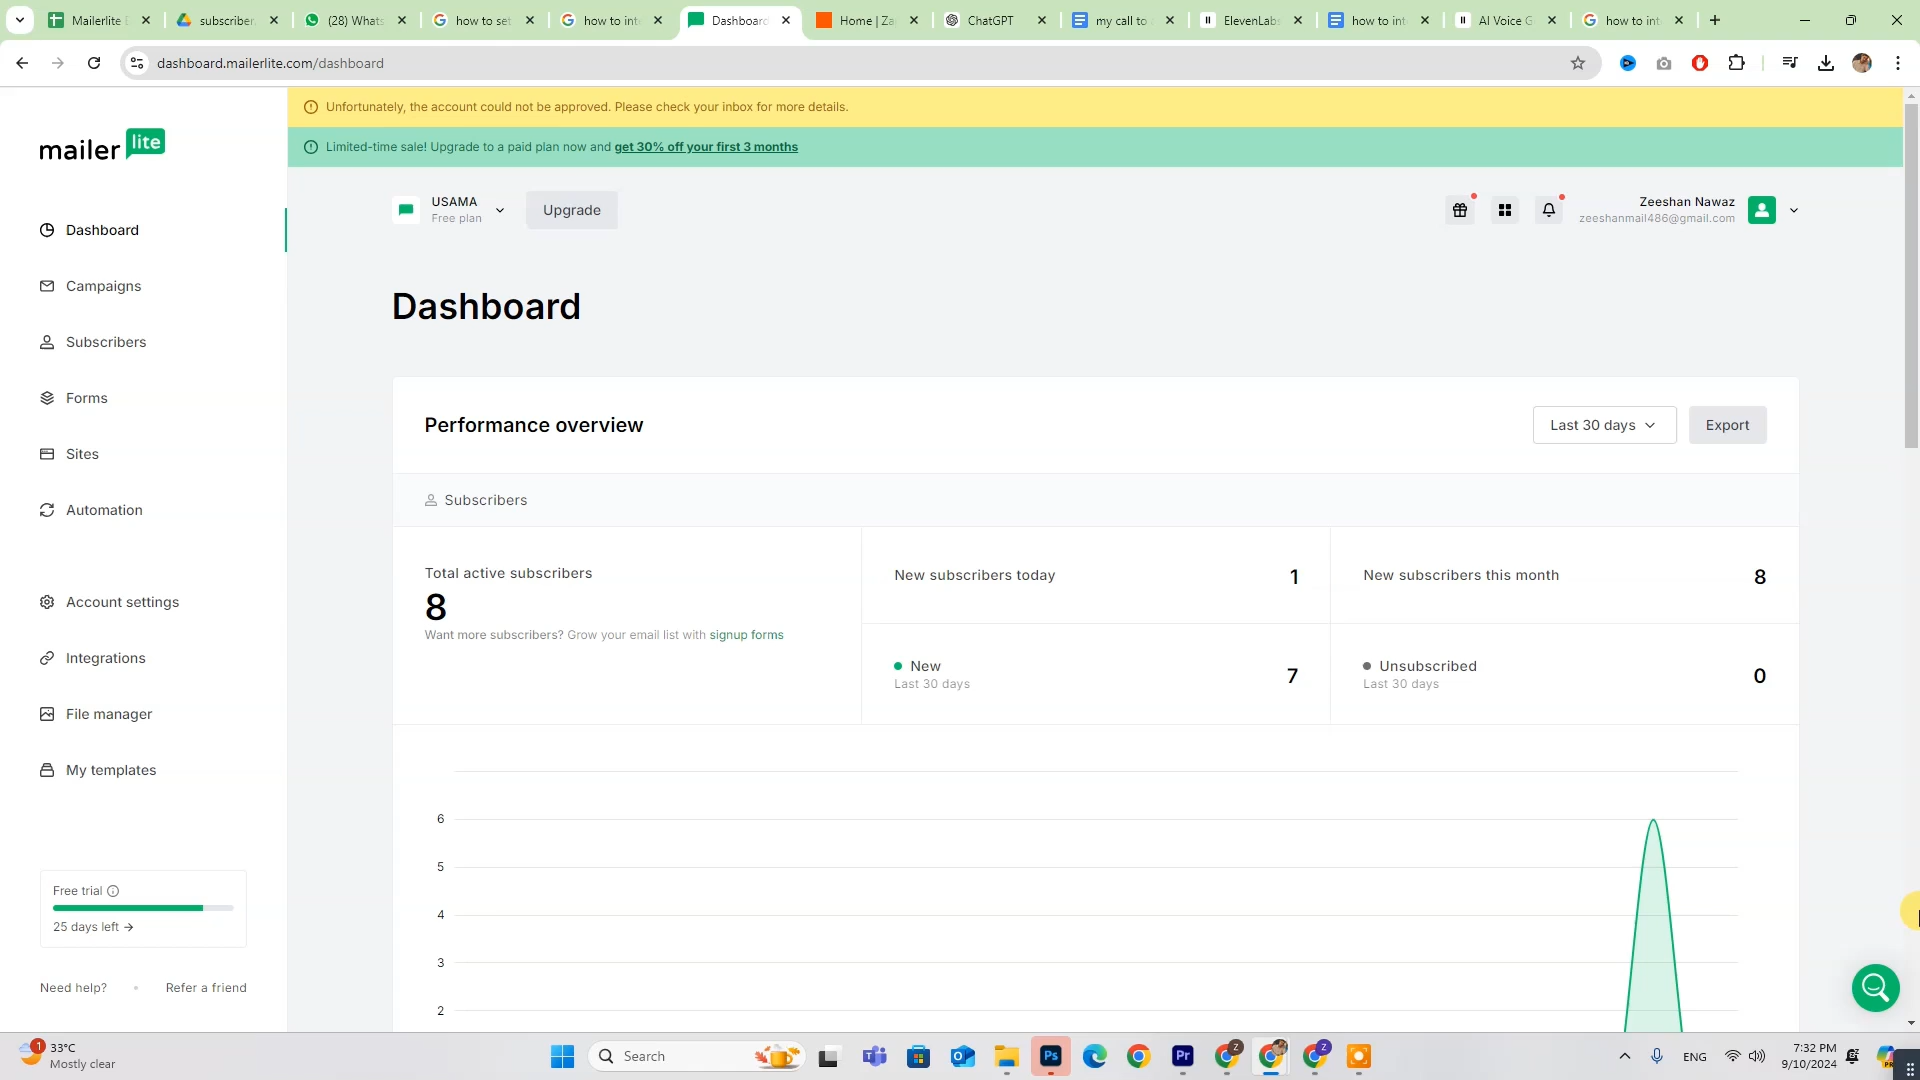 Mailerlite
subscriber,
(28) Whats
how to set
how to int
Dashboard
Home | Za
ChatGPT
my call to
ElevenLabs
how to int
AI Voice G
how to int
dashboard.mailerlite.com/dashboard
mailer lite
Unfortunately, the account could not be approved. Please check your inbox for more details.
Limited-time sale! Upgrade to a paid plan now and get 30% off your first 3 months
USAMA
Free plan
Upgrade
Zeeshan Nawaz
zeeshanmail486@gmail.com
Dashboard
Campaigns
Subscribers
Forms
Sites
Automation
Account settings
Integrations
File manager
My templates
Free trial
25 days left →
Need help?
•
Refer a friend
Dashboard
Performance overview
Last 30 days
Export
Subscribers
Total active subscribers
8
Want more subscribers? Grow your email list with signup forms
New subscribers today
1
New subscribers this month
8
New
Last 30 days
7
Unsubscribed
Last 30 days
0
6
5
4
3
2
1
33°C
Mostly clear
Search
Ps
Pr
Z
Z
ENG
7:32 PM
9/10/2024